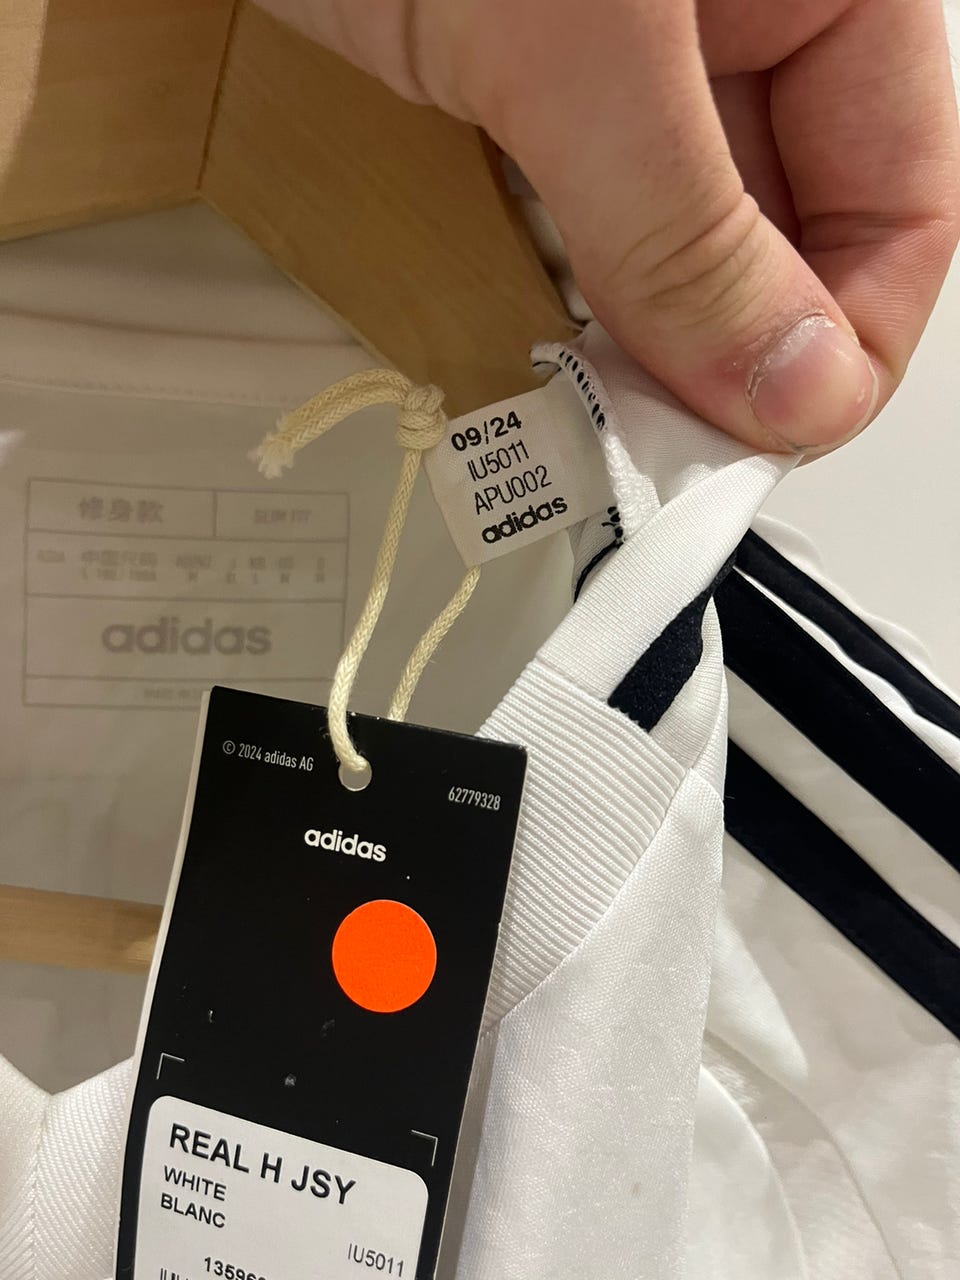 09/24
IU5011
APU002
adidas
修身款
SLIM FIT
adidas
© 2024 adidas AG
62779328
adidas
REAL H JSY
WHITE
BLANC
IU5011